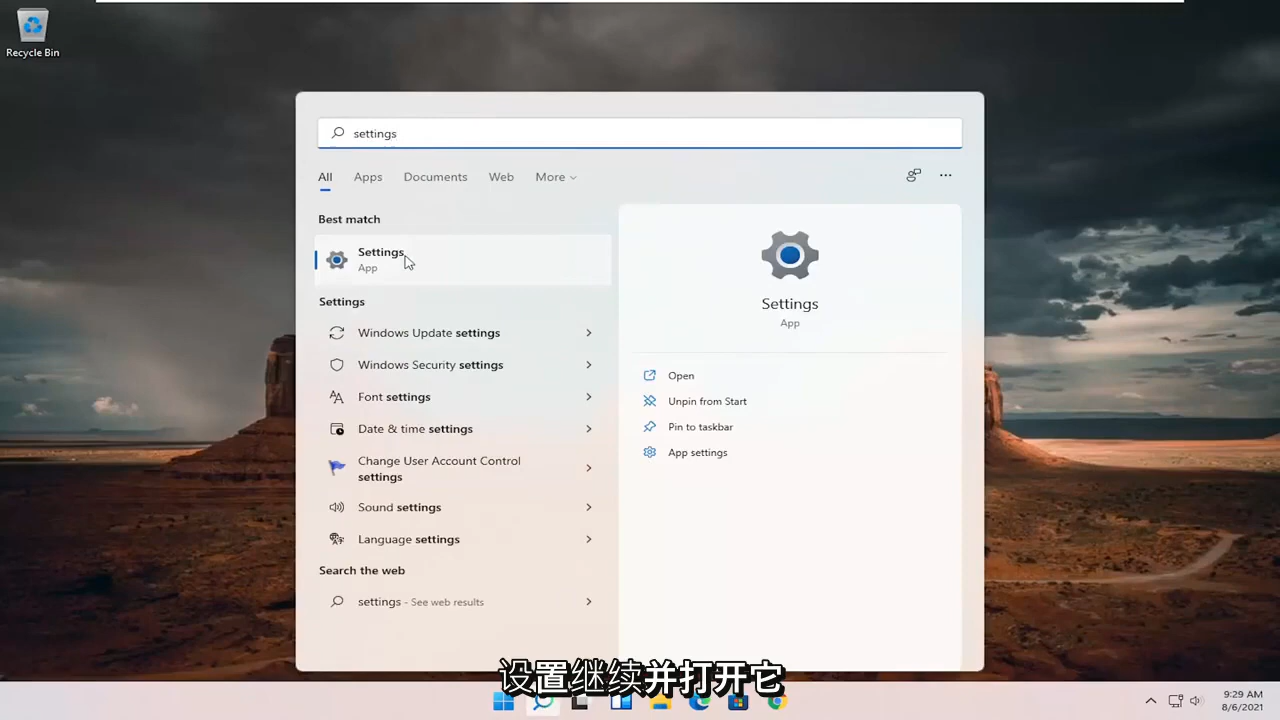 Recycle Bin
settings
All
Apps
Documents
Web
More
Best match
Settings
App
Settings
Windows Update settings
Windows Security settings
Font settings
Date & time settings
Change User Account Control
settings
Sound settings
Language settings
Search the web
settings - See web results
Settings
App
Open
Unpin from Start
Pin to taskbar
App settings
设置继续并打开它
9:29 AM
8/6/2021